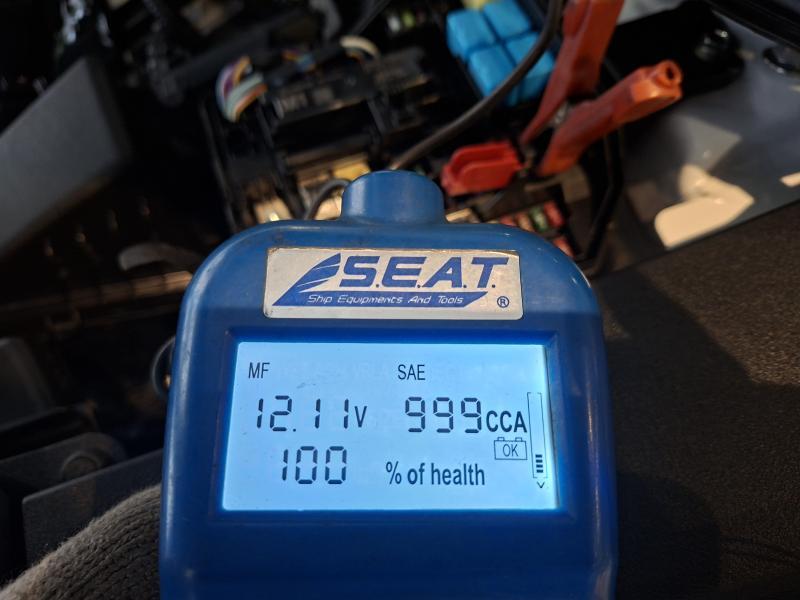 S.E.A.T.
Ship Equipments And Tools ®
MF SAE
12.11V 999CCA
OK
100 % of health